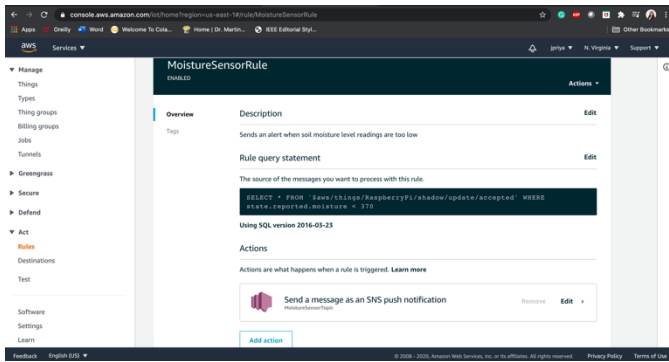 console.aws.amazon.com/iot/home?region=us-east-1#/rule/MoistureSensorRule
Apps Oreilly Word Welcome To Cola... Home | Dr. Martin... IEEE Editorial Styl... Other Bookmarks
aws Services jpriya N. Virginia Support
Manage
Things
Types
Thing groups
Billing groups
Jobs
Tunnels
Greengrass
Secure
Defend
Act
Rules
Destinations
Test
Software
Settings
Learn
MoistureSensorRule
ENABLED
Actions
Overview
Tags
Description Edit
Sends an alert when soil moisture level readings are too low
Rule query statement Edit
The source of the messages you want to process with this rule.
SELECT * FROM '$aws/things/RaspberryPi/shadow/update/accepted' WHERE
state.reported.moisture < 370
Using SQL version 2016-03-23
Actions
Actions are what happens when a rule is triggered. Learn more
Send a message as an SNS push notification
MoistureSensorTopic
Remove Edit
Add action
Feedback English (US) © 2008 - 2020, Amazon Web Services, Inc. or its affiliates. All rights reserved. Privacy Policy Terms of Use